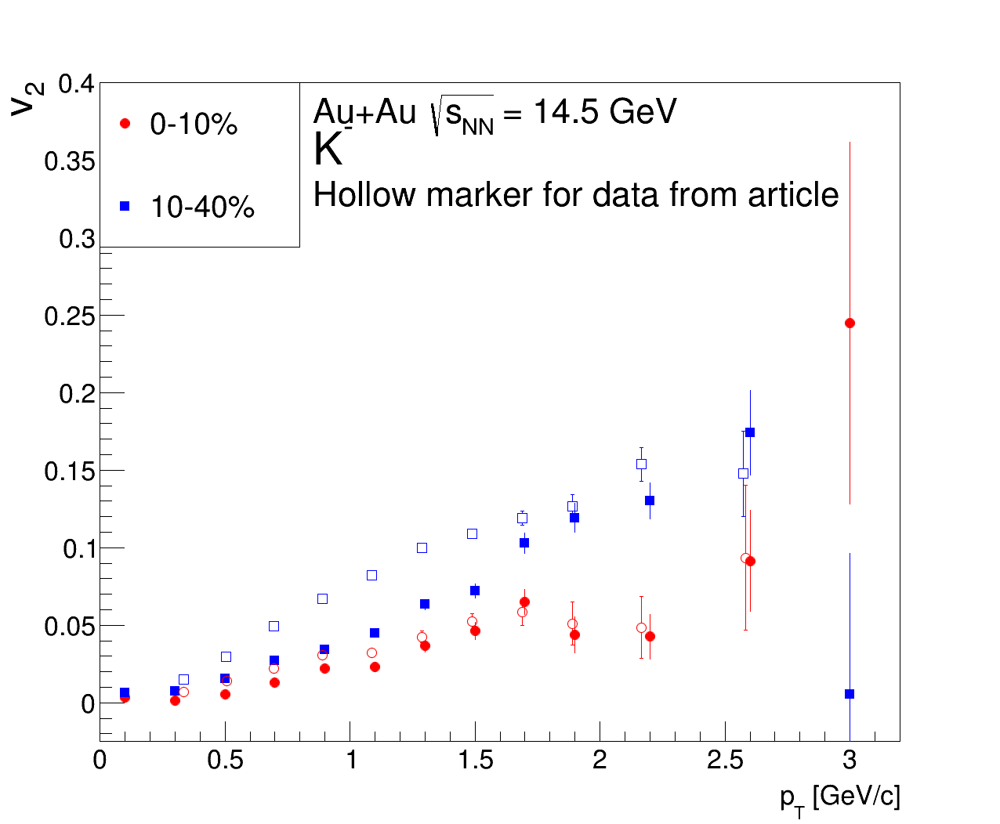 v2
0.4
0.35
0.3
0.25
0.2
0.15
0.1
0.05
0
0-10%
10-40%
Au+Au √sNN = 14.5 GeV
K-
Hollow marker for data from article
0 0.5 1 1.5 2 2.5 3
pT [GeV/c]